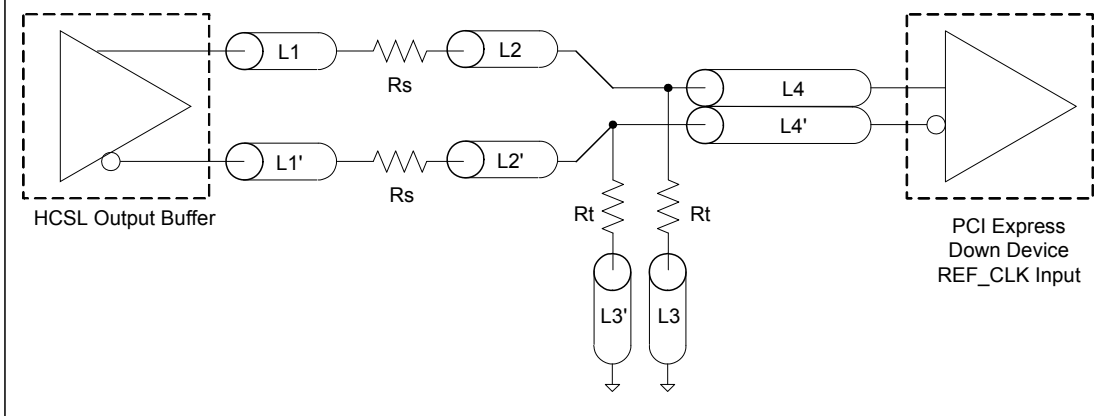 L1
Rs
L2
L4
L4'
L1'
Rs
L2'
HCSL Output Buffer
Rt
Rt
PCI Express
Down Device
REF_CLK Input
L3'
L3